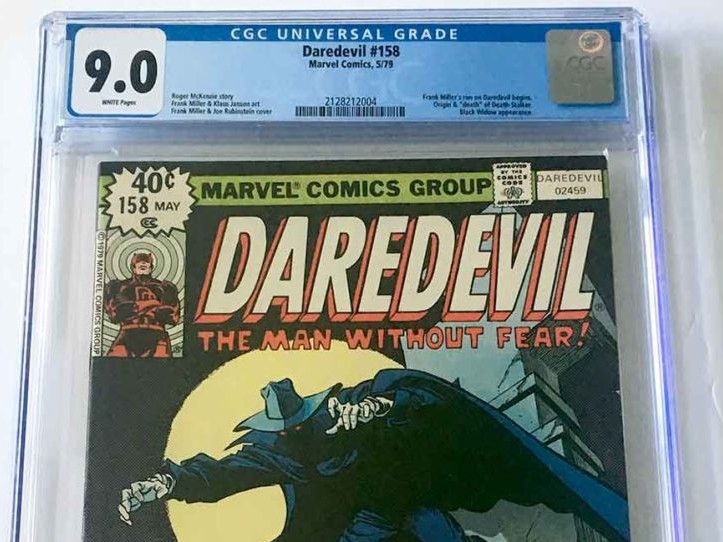 CGC UNIVERSAL GRADE
9.0
WHITE Pages
Daredevil #158
Marvel Comics, 5/79
Roger McKenzie story
Frank Miller & Klaus Janson art
Frank Miller & Joe Rubinstein cover
2128212004
Frank Miller's run on Daredevil begins.
Origin & "death" of Death-Stalker.
Black Widow appearance.
CGC
40¢
158 MAY
CC
MARVEL® COMICS GROUP
APPROVED
BY THE
COMICS
CODE
AUTHORITY
DAREDEVIL
02459
©1979 MARVEL COMICS GROUP
DAREDEVIL®
THE MAN WITHOUT FEAR!